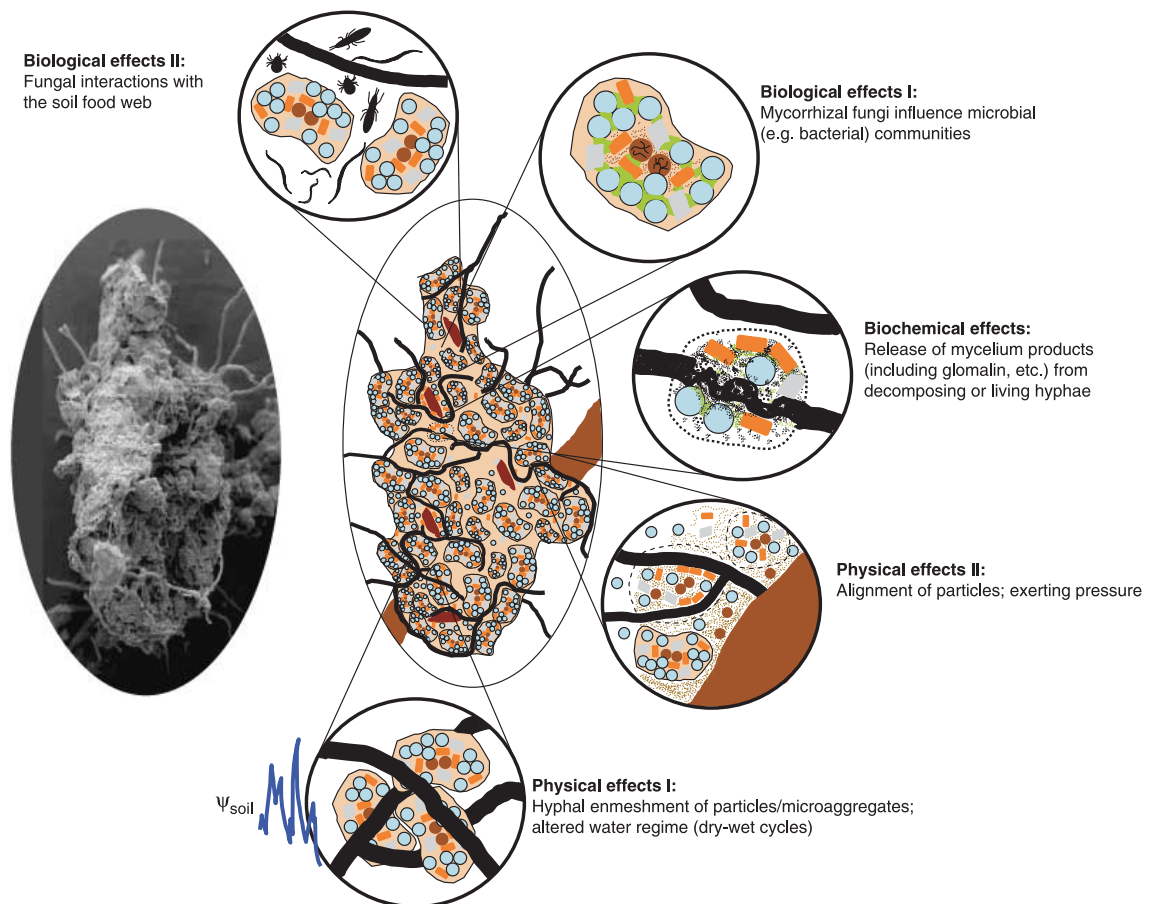 Biological effects II:
Fungal interactions with
the soil food web
Biological effects I:
Mycorrhizal fungi influence microbial
(e.g. bacterial) communities
Biochemical effects:
Release of mycelium products
(including glomalin, etc.) from
decomposing or living hyphae
Physical effects II:
Alignment of particles; exerting pressure
Physical effects I:
Hyphal enmeshment of particles/microaggregates;
altered water regime (dry-wet cycles)
Ψsoil